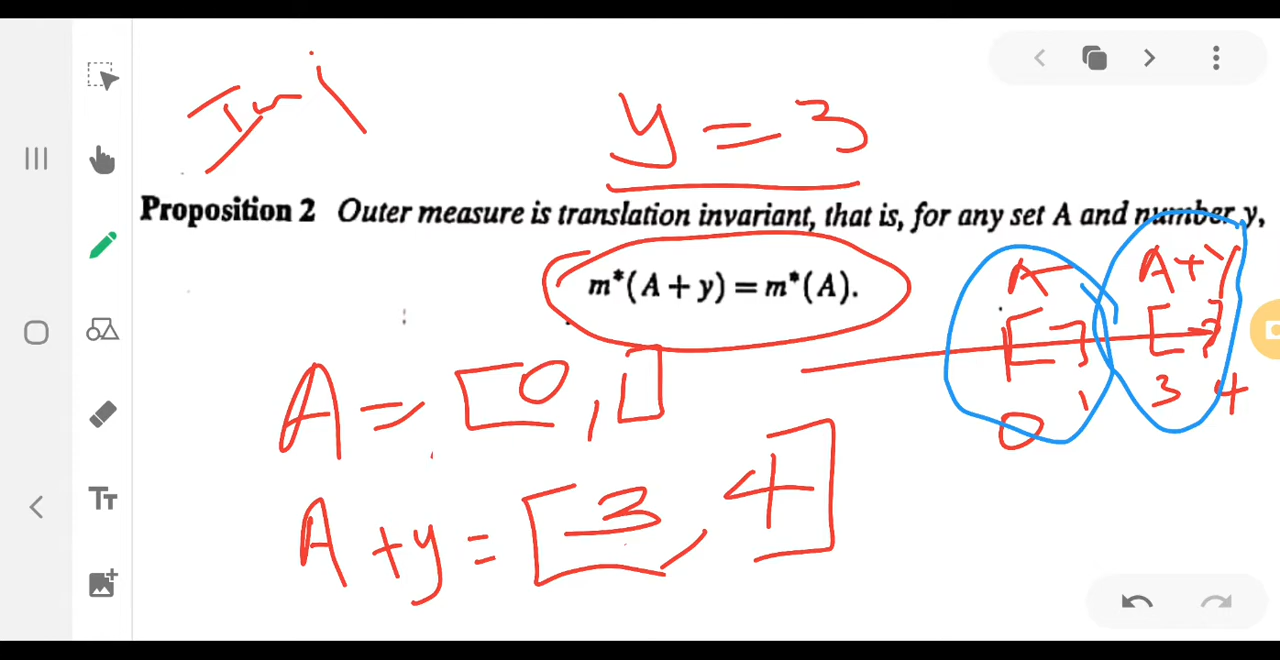 y = 3
Proposition 2 Outer measure is translation invariant, that is, for any set A and number y,
m*(A + y) = m*(A).
A A+y
[ ] [ ]
0 1 3 4
A = [0, 1]
A + y = [3, 4]
TT